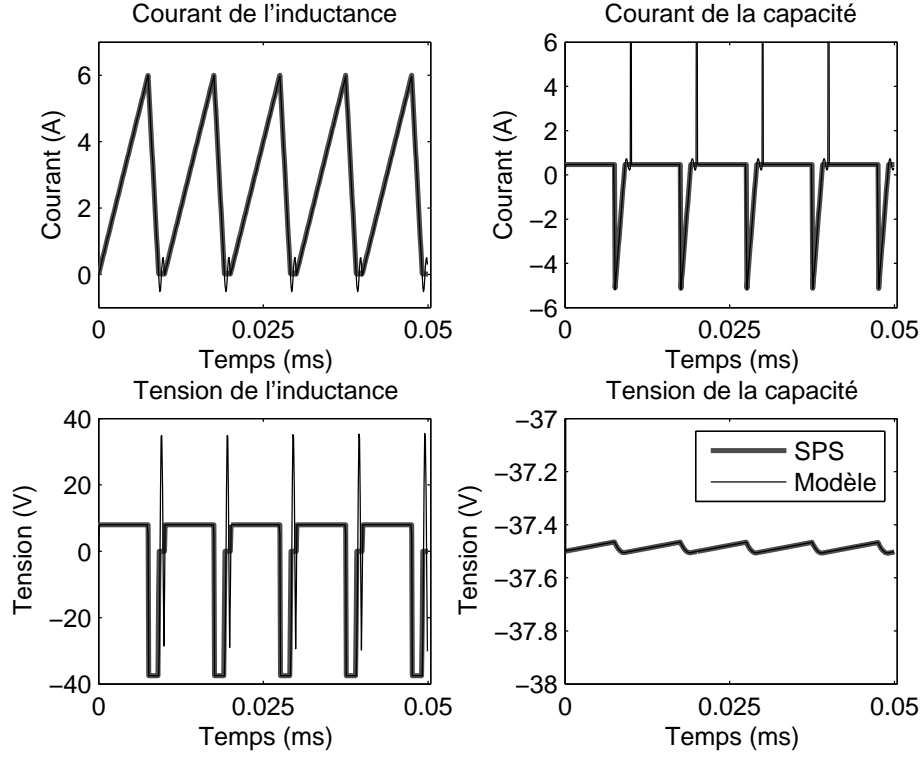 Courant de l'inductance
Courant (A)
6
4
2
0
0
0.025
0.05
Temps (ms)
Courant de la capacité
Courant (A)
6
4
2
0
−2
−4
−6
0
0.025
0.05
Temps (ms)
Tension de l'inductance
Tension (V)
40
20
0
−20
−40
0
0.025
0.05
Temps (ms)
Tension de la capacité
Tension (V)
−37
−37.2
−37.4
−37.6
−37.8
−38
SPS
Modèle
0
0.025
0.05
Temps (ms)